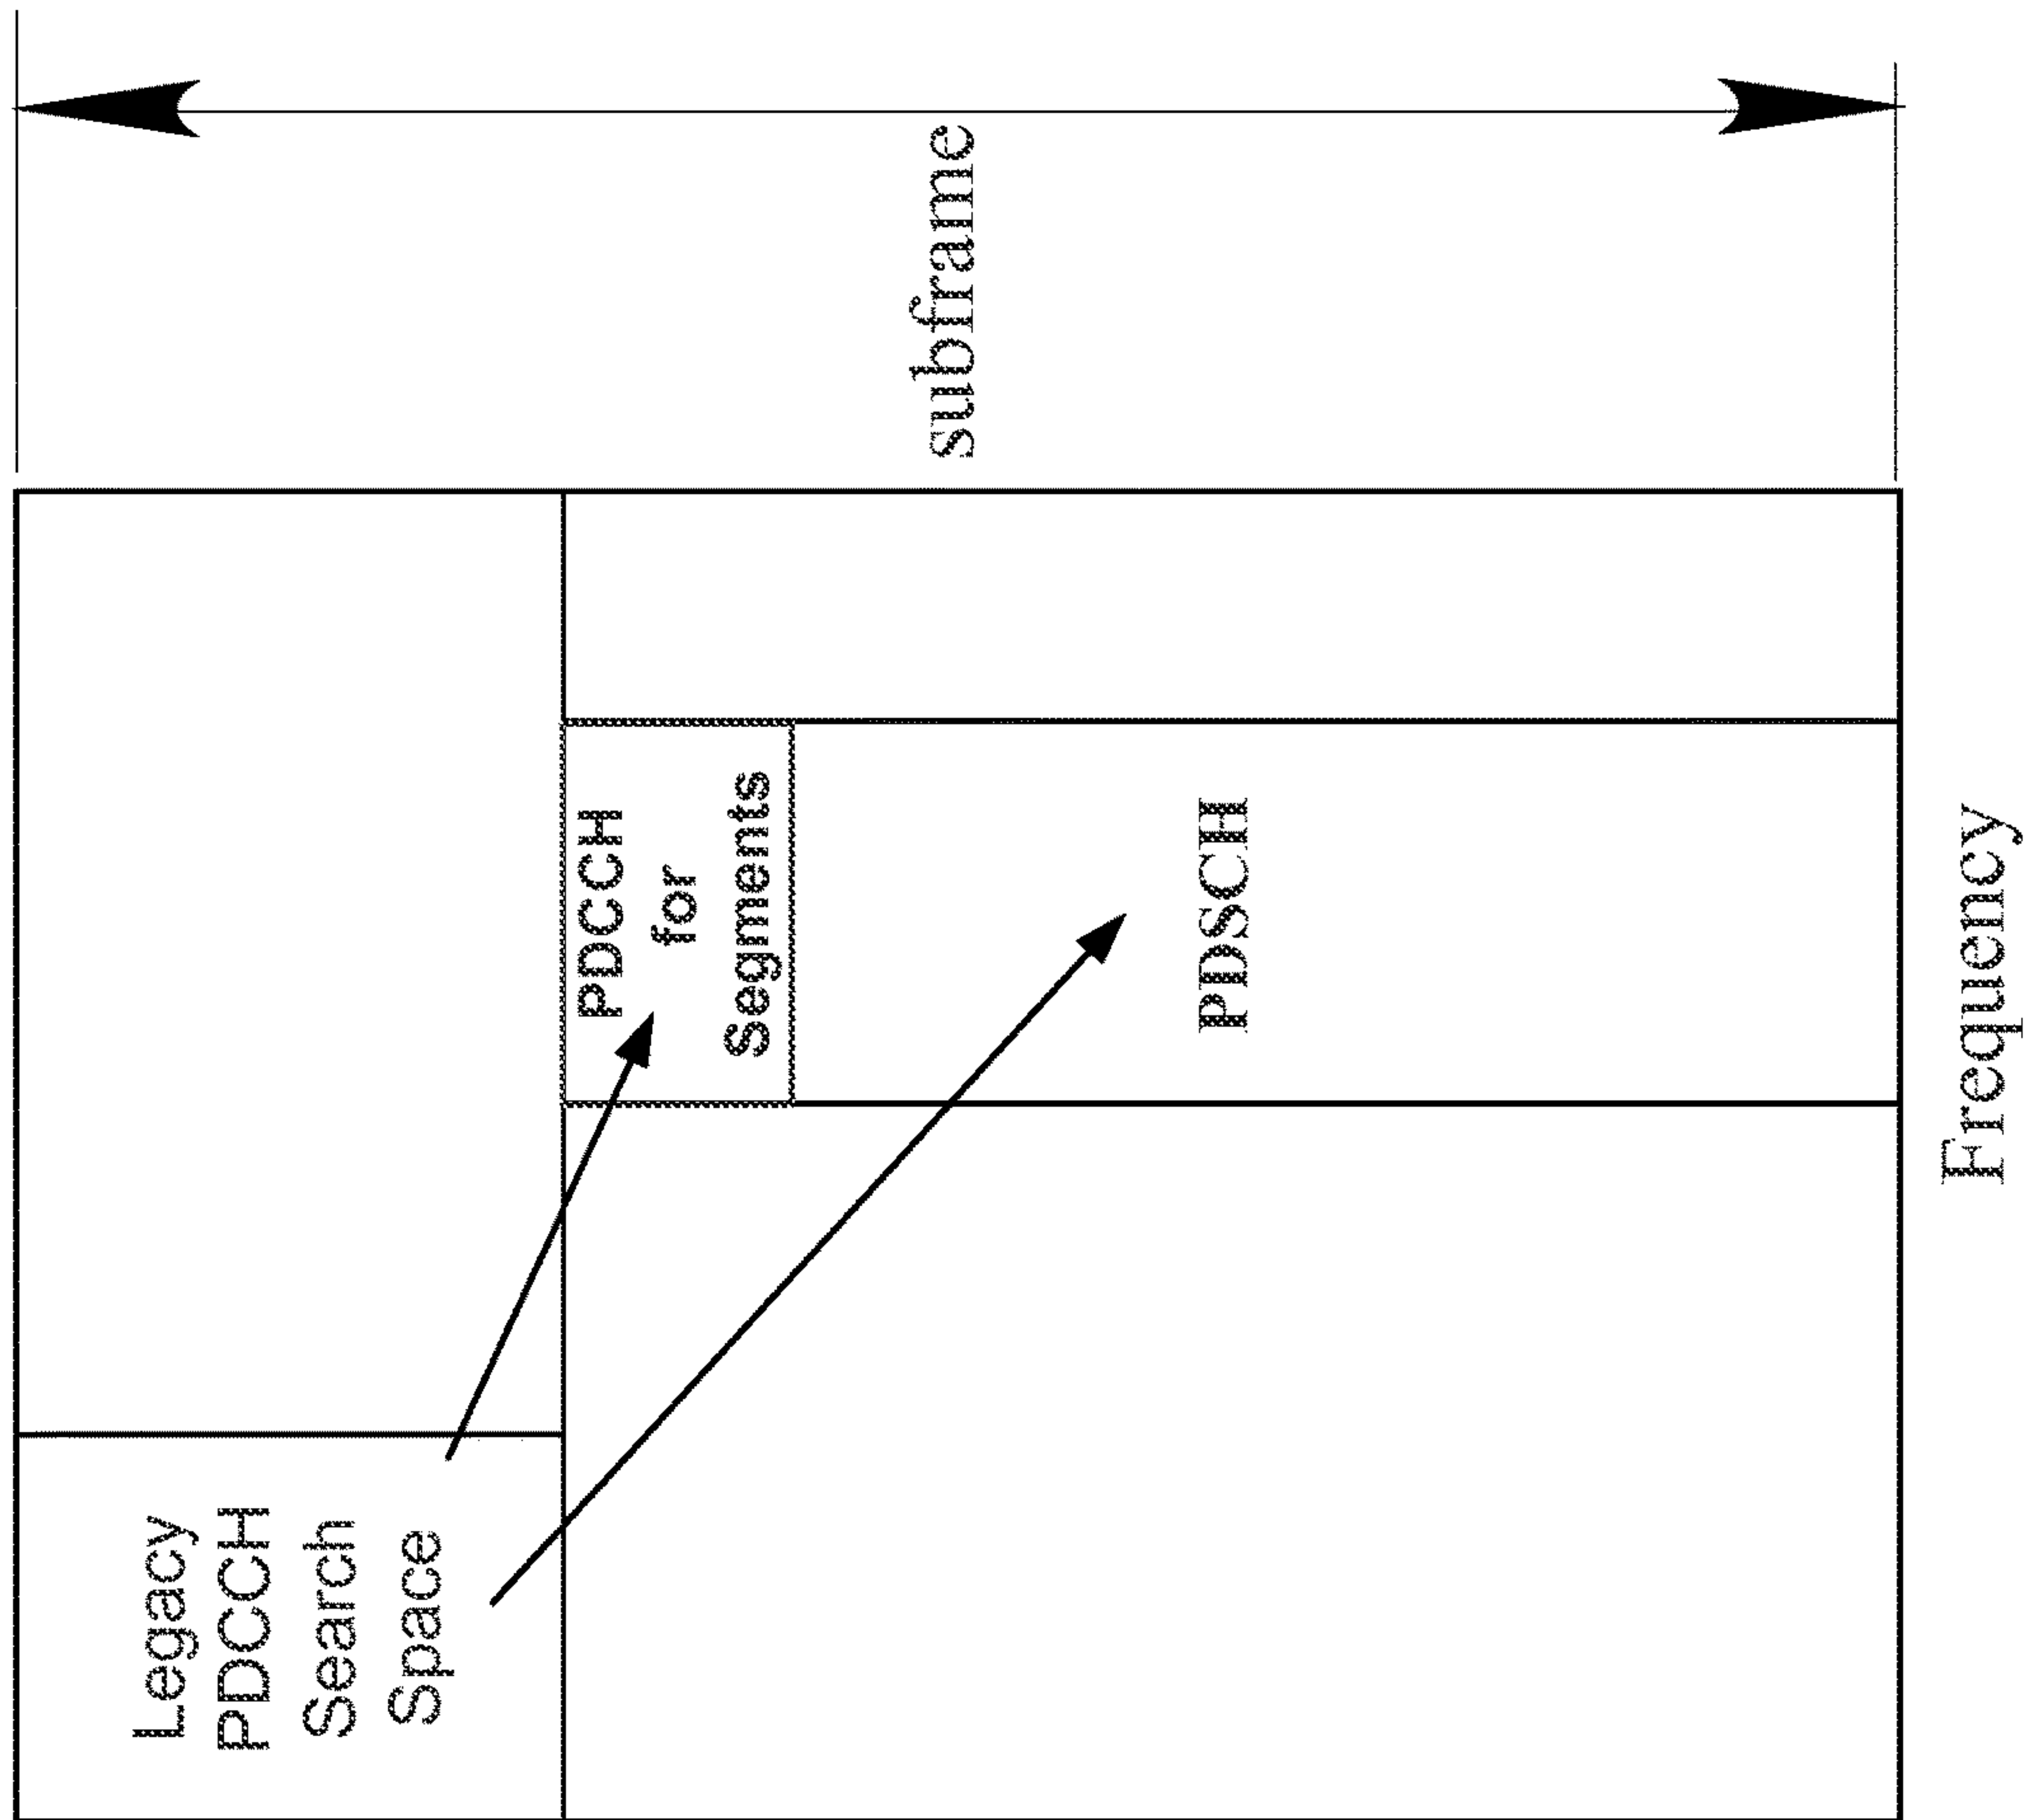 subframe
Legacy
PDCCH
Search
Space
PDCCH
for
Segments
PDSCH
Frequency